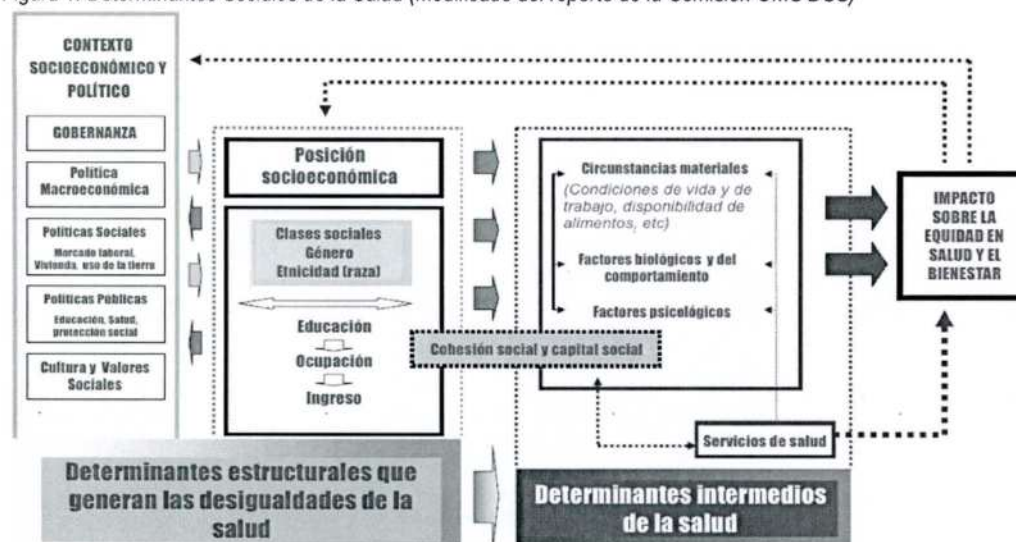 Figura 1. Determinantes Sociales de la Salud (modificado del reporte de la Comisión OMS DSS)
CONTEXTO
SOCIOECONÓMICO Y
POLÍTICO
GOBERNANZA
Política
Macroeconómica
Políticas Sociales
Mercado laboral,
Vivienda, uso de la tierra
Políticas Públicas
Educación, Salud,
protección social
Cultura y Valores
Sociales
Posición
socioeconómica
Clases sociales
Género
Etnicidad (raza)
Educación
Ocupación
Ingreso
Cohesión social y capital social
Circunstancias materiales
(Condiciones de vida y de
trabajo, disponibilidad de
alimentos, etc)
Factores biológicos y del
comportamiento
Factores psicológicos
Servicios de salud
IMPACTO
SOBRE LA
EQUIDAD EN
SALUD Y EL
BIENESTAR
Determinantes estructurales que
generan las desigualdades de la
salud
Determinantes intermedios
de la salud